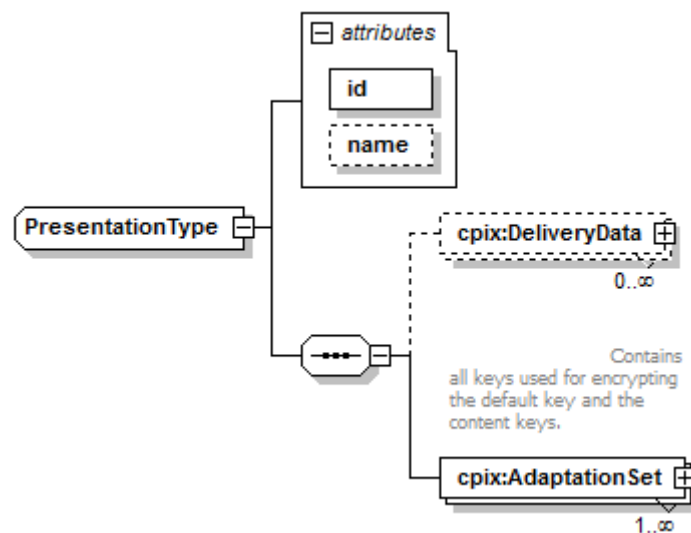 attributes
id
name
PresentationType
cpix:DeliveryData
0..∞
Contains
all keys used for encrypting
the default key and the
content keys.
cpix:AdaptationSet
1..∞